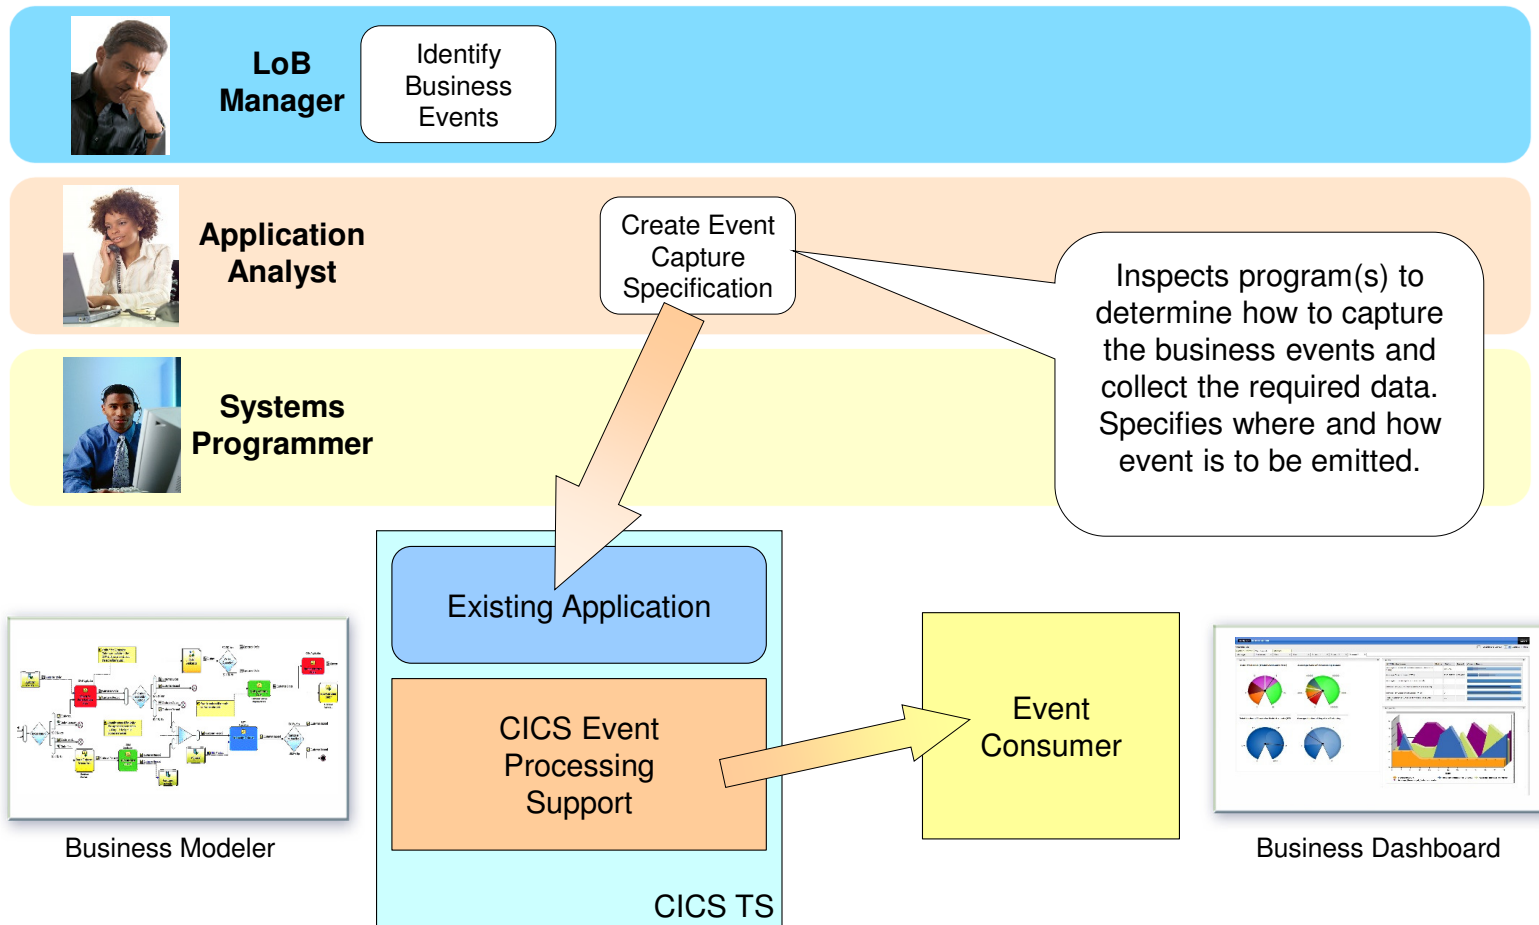 LoB
Manager
Identify
Business
Events
Application
Analyst
Create Event
Capture
Specification
Inspects program(s) to
determine how to capture
the business events and
collect the required data.
Specifies where and how
event is to be emitted.
Systems
Programmer
Existing Application
CICS Event
Processing
Support
CICS TS
Event
Consumer
Business Modeler
Business Dashboard